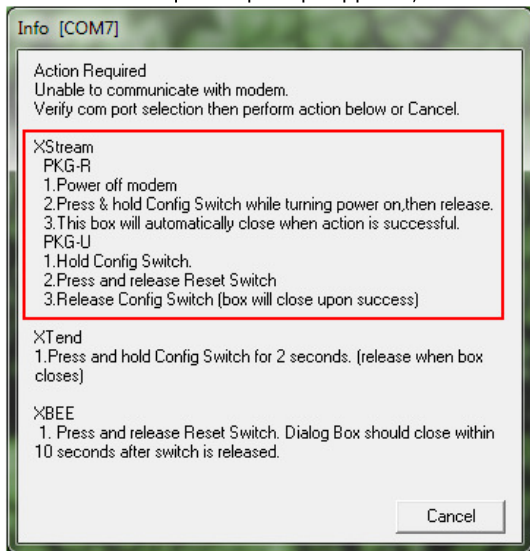 Info [COM7]
Action Required
Unable to communicate with modem.
Verify com port selection then perform action below or Cancel.
XStream
PKG-R
1.Power off modem
2.Press & hold Config Switch while turning power on,then release.
3.This box will automatically close when action is successful.
PKG-U
1.Hold Config Switch.
2.Press and release Reset Switch
3.Release Config Switch (box will close upon success)
XTend
1.Press and hold Config Switch for 2 seconds. (release when box
closes)
XBEE
1. Press and release Reset Switch. Dialog Box should close within
10 seconds after switch is released.
Cancel